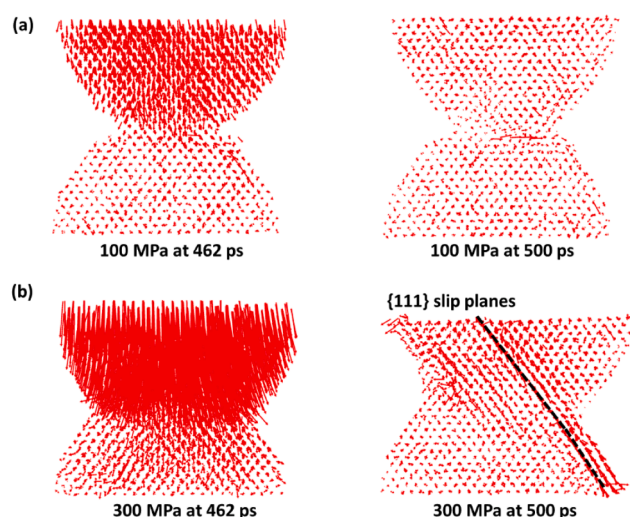 (a)
100 MPa at 462 ps
100 MPa at 500 ps
(b)
{111} slip planes
300 MPa at 462 ps
300 MPa at 500 ps